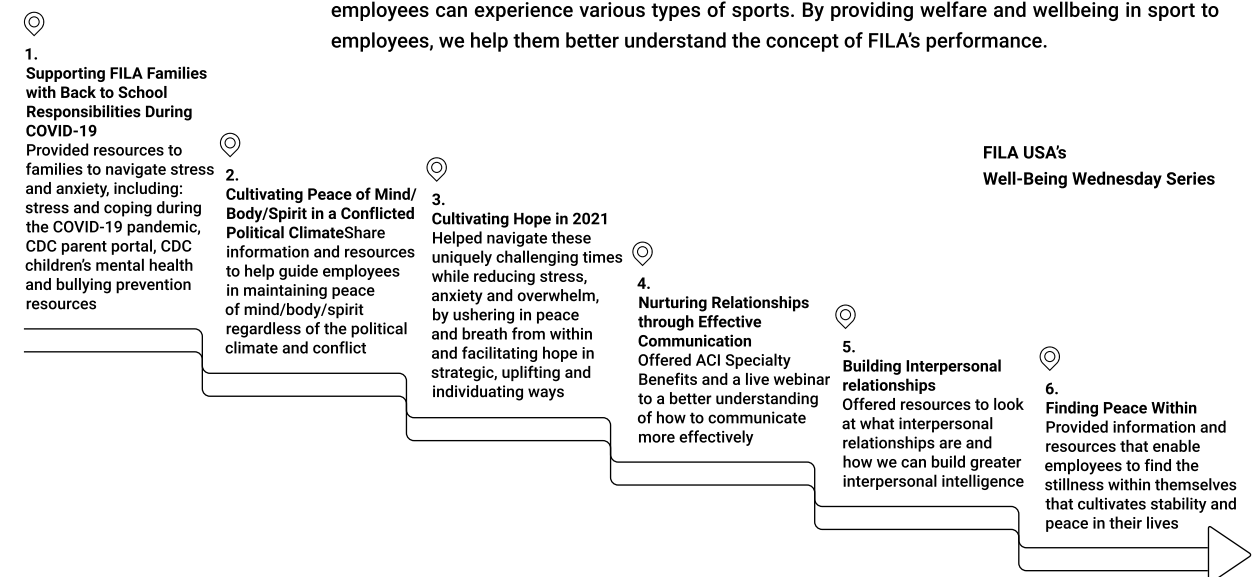 employees can experience various types of sports. By providing welfare and wellbeing in sport to
employees, we help them better understand the concept of FILA's performance.
FILA USA's
Well-Being Wednesday Series
1.
Supporting FILA Families
with Back to School
Responsibilities During
COVID-19
Provided resources to
families to navigate stress
and anxiety, including:
stress and coping during
the COVID-19 pandemic,
CDC parent portal, CDC
children's mental health
and bullying prevention
resources
2.
Cultivating Peace of Mind/
Body/Spirit in a Conflicted
Political ClimateShare
information and resources
to help guide employees
in maintaining peace
of mind/body/spirit
regardless of the political
climate and conflict
3.
Cultivating Hope in 2021
Helped navigate these
uniquely challenging times
while reducing stress,
anxiety and overwhelm,
by ushering in peace
and breath from within
and facilitating hope in
strategic, uplifting and
individuating ways
4.
Nurturing Relationships
through Effective
Communication
Offered ACI Specialty
Benefits and a live webinar
to a better understanding
of how to communicate
more effectively
5.
Building Interpersonal
relationships
Offered resources to look
at what interpersonal
relationships are and
how we can build greater
interpersonal intelligence
6.
Finding Peace Within
Provided information and
resources that enable
employees to find the
stillness within themselves
that cultivates stability and
peace in their lives